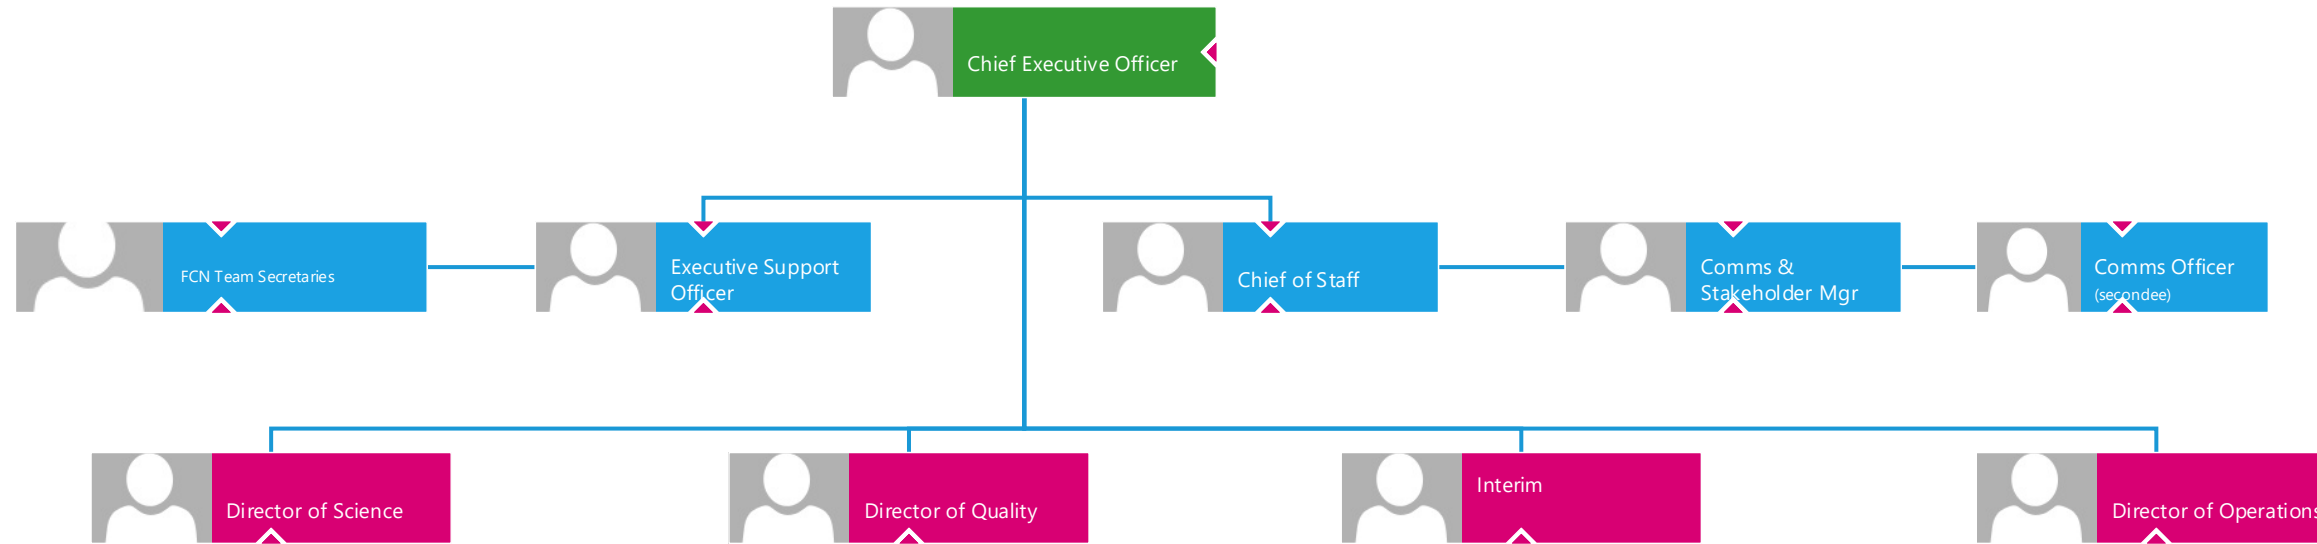 Chief Executive Officer
FCN Team Secretaries
Executive Support
Officer
Chief of Staff
Comms &
Stakeholder Mgr
Comms Officer
(secondee)
Director of Science
Director of Quality
Interim
Director of Operations